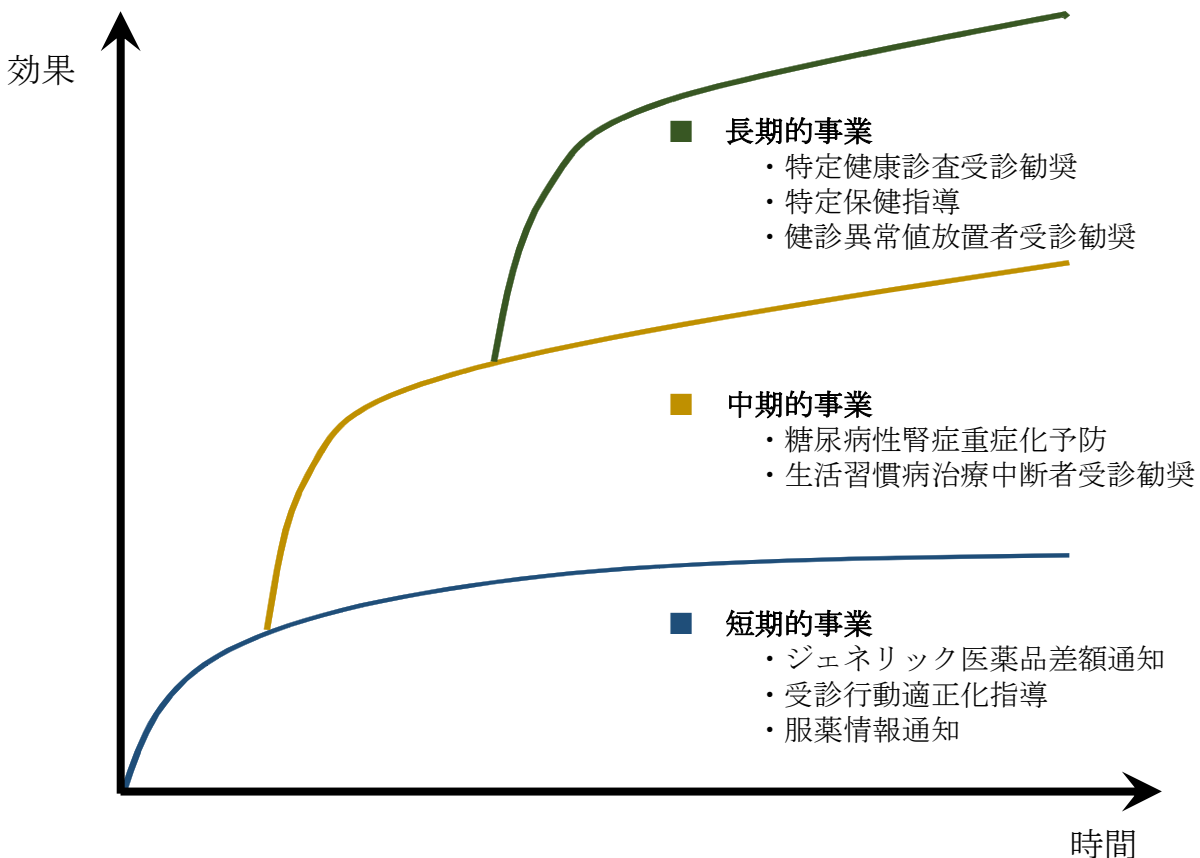 効果
■ 長期的事業
・特定健康診査受診勧奨
・特定保健指導
・健診異常値放置者受診勧奨
■ 中期的事業
・糖尿病性腎症重症化予防
・生活習慣病治療中断者受診勧奨
■ 短期的事業
・ジェネリック医薬品差額通知
・受診行動適正化指導
・服薬情報通知
時間